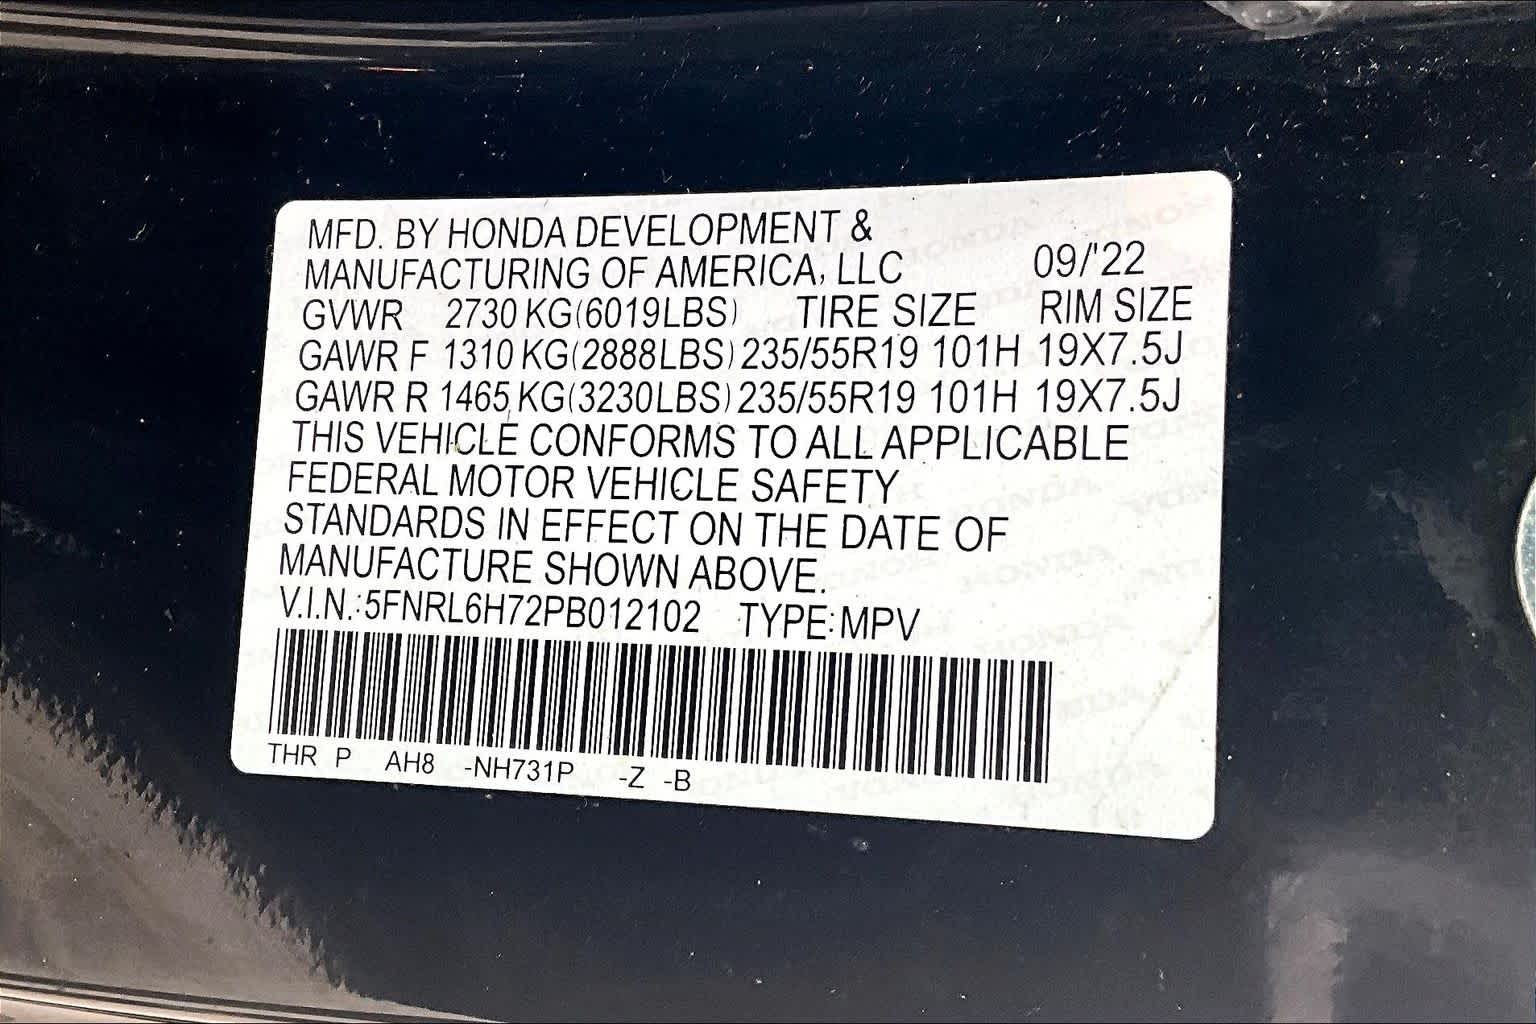 MFD. BY HONDA DEVELOPMENT &
MANUFACTURING OF AMERICA, LLC 09/'22
GVWR 2730 KG(6019LBS) TIRE SIZE RIM SIZE
GAWR F 1310 KG(2888LBS) 235/55R19 101H 19X7.5J
GAWR R 1465 KG(3230LBS) 235/55R19 101H 19X7.5J
THIS VEHICLE CONFORMS TO ALL APPLICABLE
FEDERAL MOTOR VEHICLE SAFETY
STANDARDS IN EFFECT ON THE DATE OF
MANUFACTURE SHOWN ABOVE.
V.I.N.:5FNRL6H72PB012102 TYPE:MPV
THR P AH8 -NH731P -Z -B